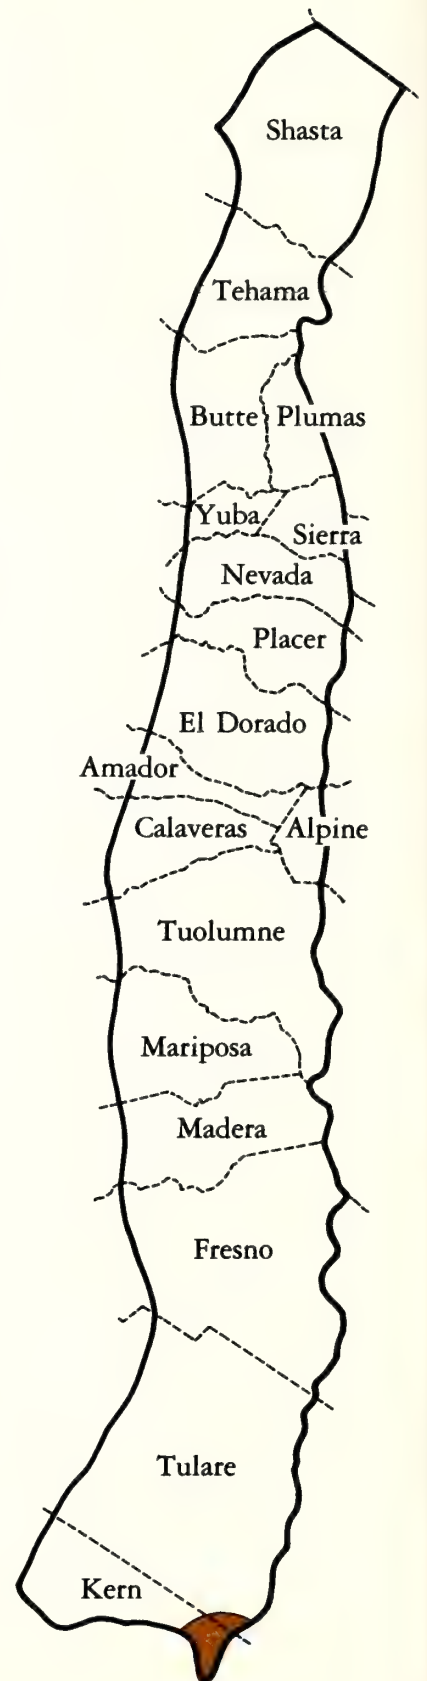 Shasta
Tehama
Butte Plumas
Yuba
Sierra
Nevada
Placer
El Dorado
Amador
Calaveras Alpine
Tuolumne
Mariposa
Madera
Fresno
Tulare
Kern